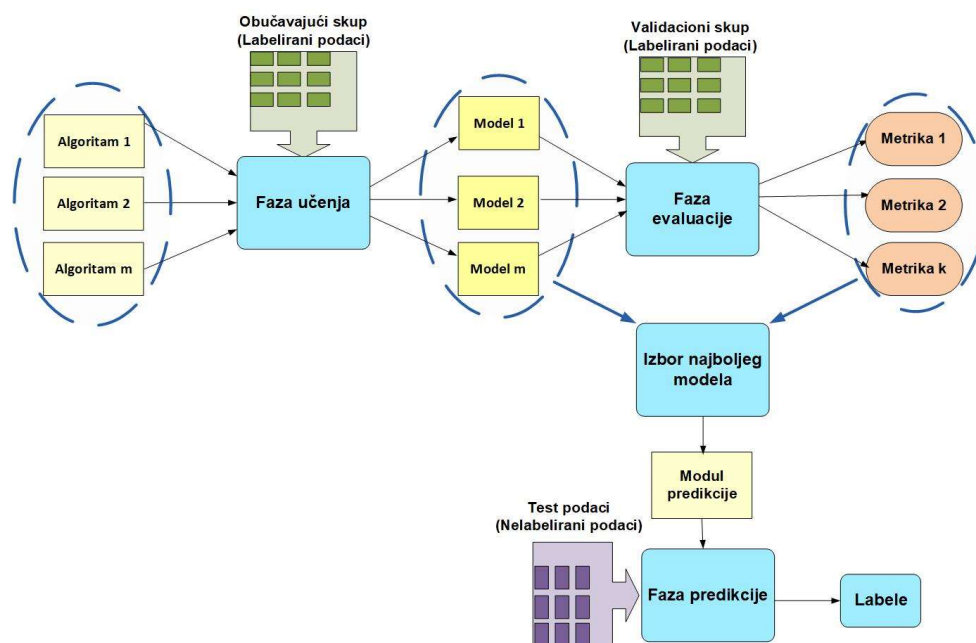 Obučavajući skup
(Labelirani podaci)
Validacioni skup
(Labelirani podaci)
Algoritam 1
Algoritam 2
Algoritam m
Faza učenja
Model 1
Model 2
Model m
Faza
evaluacije
Metrika 1
Metrika 2
Metrika k
Izbor najboljeg
modela
Modul
predikcije
Test podaci
(Nelabelirani podaci)
Faza predikcije
Labele